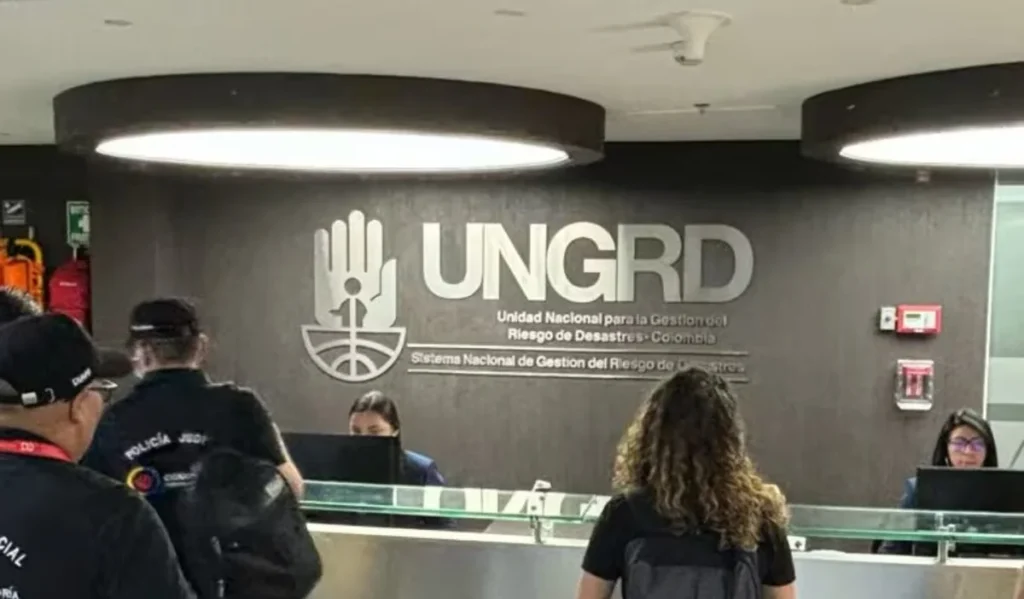 UNGRD
Unidad Nacional para la Gestión del
Riesgo de Desastres - Colombia
Sistema Nacional de Gestión del Riesgo de Desastres
POLICÍA